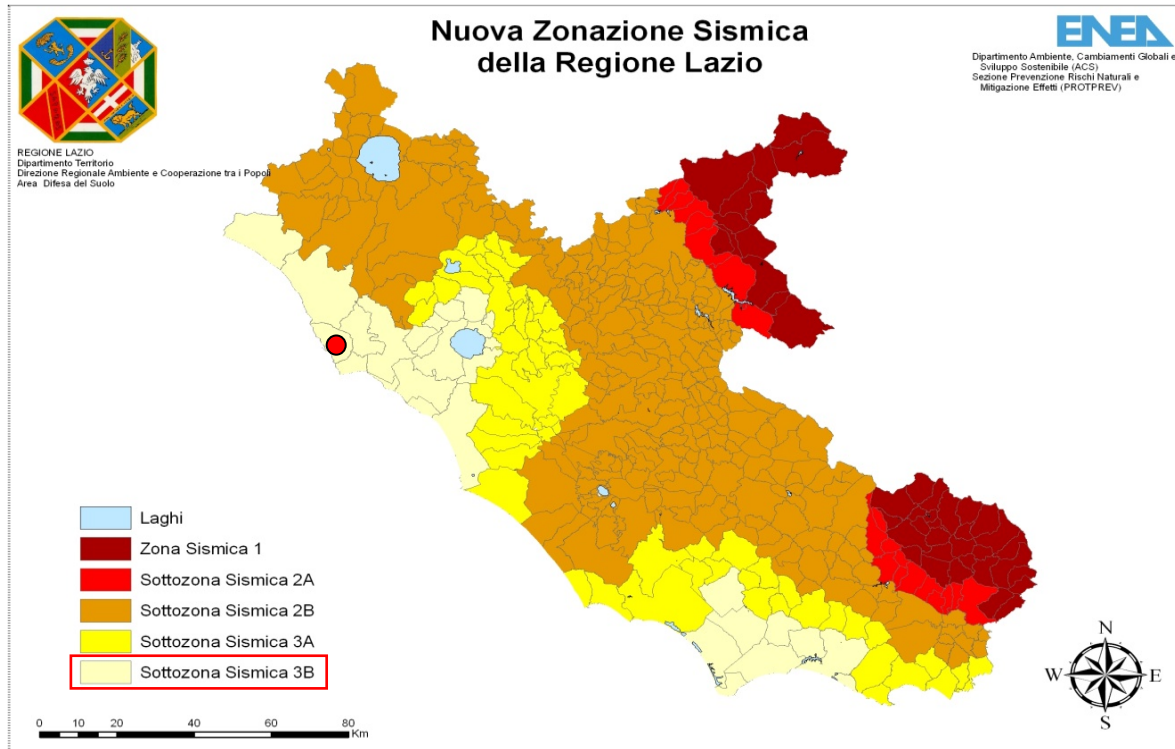 Nuova Zonazione Sismica
della Regione Lazio
ENEA
Dipartimento Ambiente, Cambiamenti Globali e
Sviluppo Sostenibile (ACS)
Sezione Prevenzione Rischi Naturali e
Mitigazione Effetti (PROTPREV)
REGIONE LAZIO
Dipartimento Territorio
Direzione Regionale Ambiente e Cooperazione tra i Popoli
Area Difesa del Suolo
Laghi
Zona Sismica 1
Sottozona Sismica 2A
Sottozona Sismica 2B
Sottozona Sismica 3A
Sottozona Sismica 3B
0 10 20 40 60 80
Km
N
W E
S